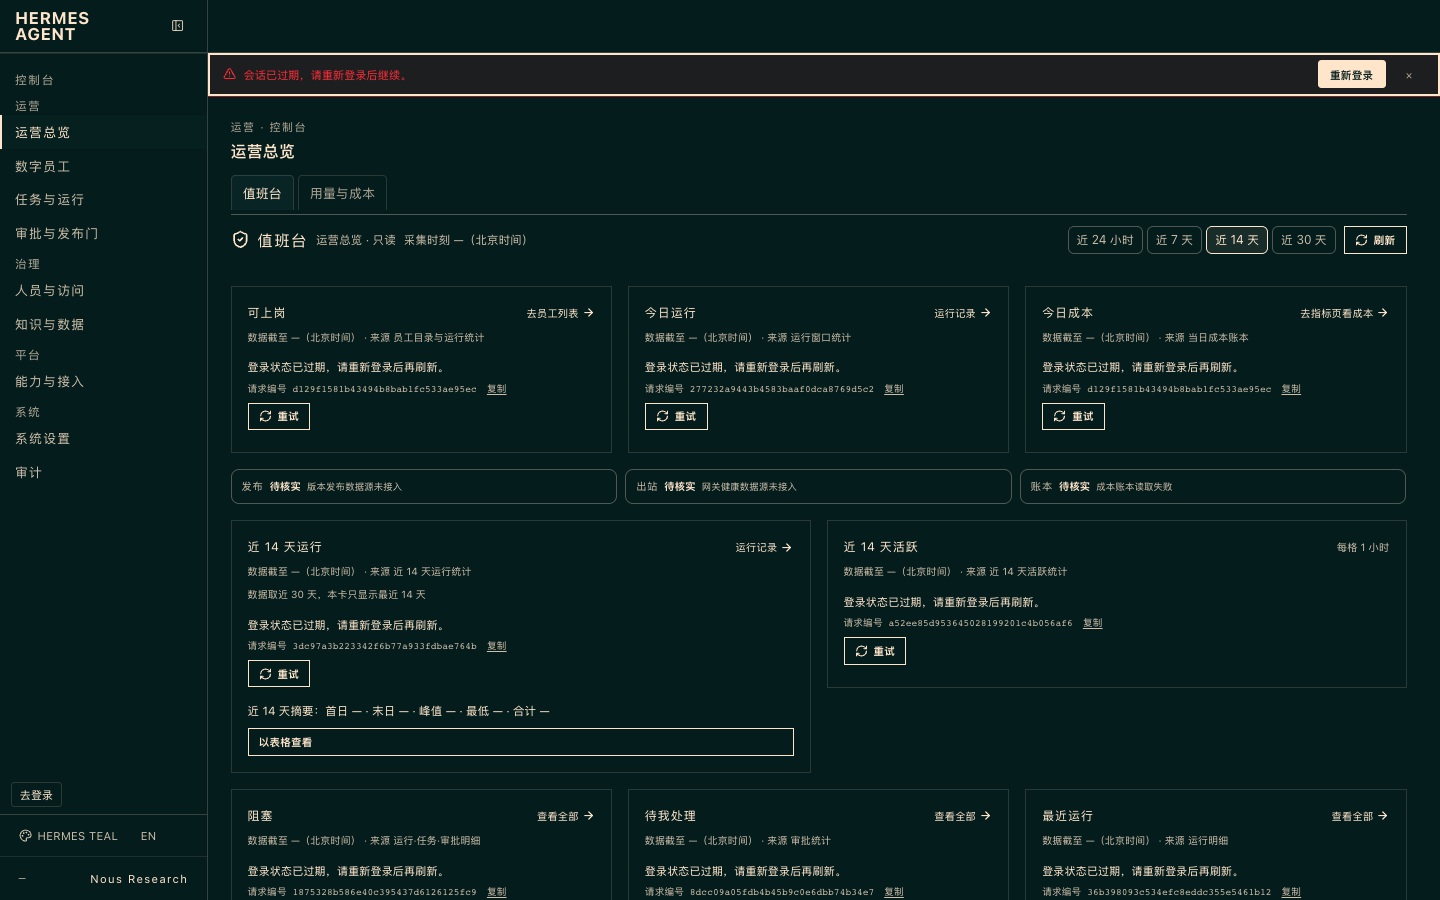 HERMES
AGENT
控制台
运营
运营总览
数字员工
任务与运行
审批与发布门
治理
人员与访问
知识与数据
平台
能力与接入
系统
系统设置
审计
去登录
HERMES TEAL EN
— Nous Research
会话已过期，请重新登录后继续。 重新登录 ×
运营 · 控制台
运营总览
值班台 用量与成本
值班台 运营总览 · 只读 采集时刻 —（北京时间） 近 24 小时 近 7 天 近 14 天 近 30 天 刷新
可上岗 去员工列表 →
数据截至 —（北京时间） · 来源 员工目录与运行统计
登录状态已过期，请重新登录后再刷新。
请求编号 d129f1581b43494b8bab1fc533ae95ec 复制
重试
今日运行 运行记录 →
数据截至 —（北京时间） · 来源 运行窗口统计
登录状态已过期，请重新登录后再刷新。
请求编号 277232a9443b4583baaf0dca8769d5c2 复制
重试
今日成本 去指标页看成本 →
数据截至 —（北京时间） · 来源 当日成本账本
登录状态已过期，请重新登录后再刷新。
请求编号 d129f1581b43494b8bab1fc533ae95ec 复制
重试
发布 待核实 版本发布数据源未接入
出站 待核实 网关健康数据源未接入
账本 待核实 成本账本读取失败
近 14 天运行 运行记录 →
数据截至 —（北京时间） · 来源 近 14 天运行统计
数据取近 30 天，本卡只显示最近 14 天
登录状态已过期，请重新登录后再刷新。
请求编号 3dc97a3b223342f6b77a933fdbae764b 复制
重试
近 14 天摘要：首日 — · 末日 — · 峰值 — · 最低 — · 合计 —
以表格查看
近 14 天活跃 每格 1 小时
数据截至 —（北京时间） · 来源 近 14 天活跃统计
登录状态已过期，请重新登录后再刷新。
请求编号 a52ee85d953645028199201c4b056af6 复制
重试
阻塞 查看全部 →
数据截至 —（北京时间） · 来源 运行·任务·审批明细
登录状态已过期，请重新登录后再刷新。
请求编号 1875328b586e40c395437d6126125fc9 复制
待我处理 查看全部 →
数据截至 —（北京时间） · 来源 审批统计
登录状态已过期，请重新登录后再刷新。
请求编号 8dcc09a05fdb4b45b9c0e6dbb74b34e7 复制
最近运行 查看全部 →
数据截至 —（北京时间） · 来源 运行明细
登录状态已过期，请重新登录后再刷新。
请求编号 36b398093c534efc8eddc355e5461b12 复制